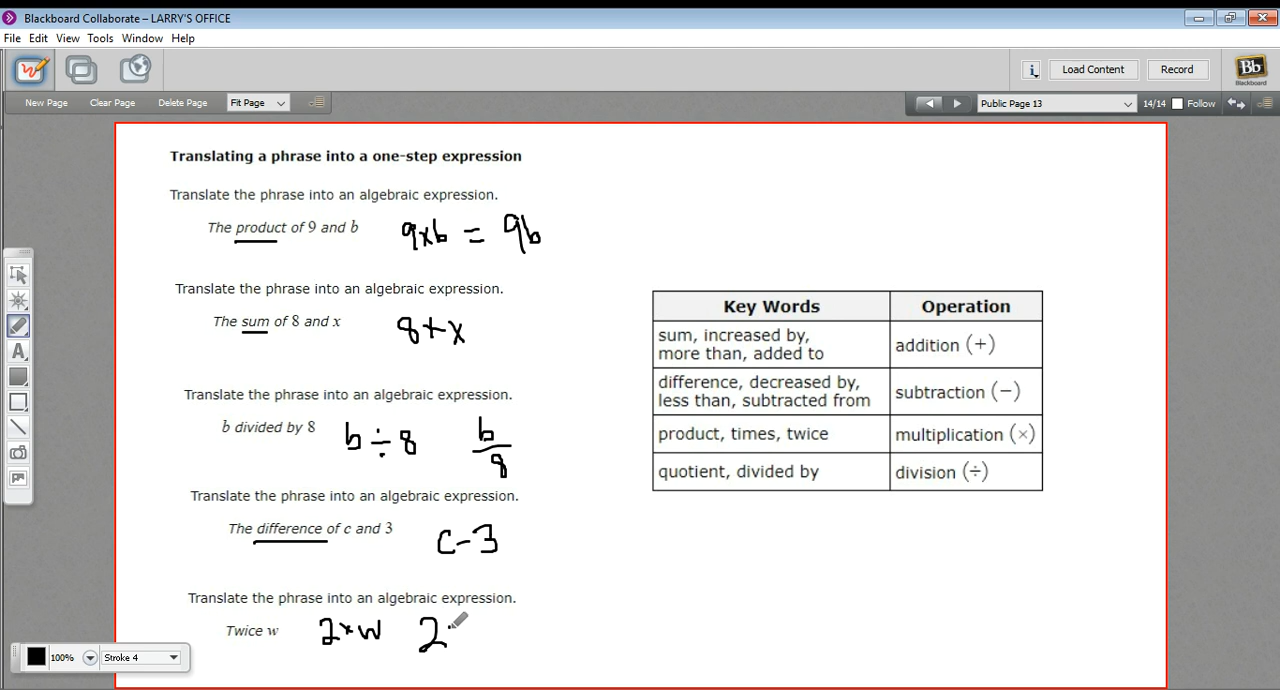 Blackboard Collaborate – LARRY'S OFFICE
File Edit View Tools Window Help
Load Content Record Bb
Blackboard
New Page Clear Page Delete Page Fit Page Public Page 13 14/14 Follow
Translating a phrase into a one-step expression
Translate the phrase into an algebraic expression.
The product of 9 and b 9×b = 9b
Translate the phrase into an algebraic expression.
The sum of 8 and x 8+x
Translate the phrase into an algebraic expression.
b divided by 8 b÷8 b/8
Translate the phrase into an algebraic expression.
The difference of c and 3 c-3
Translate the phrase into an algebraic expression.
Twice w 2×w 2
Key Words Operation
sum, increased by,
more than, added to
addition (+)
difference, decreased by,
less than, subtracted from
subtraction (−)
product, times, twice multiplication (×)
quotient, divided by division (÷)
100% Stroke 4